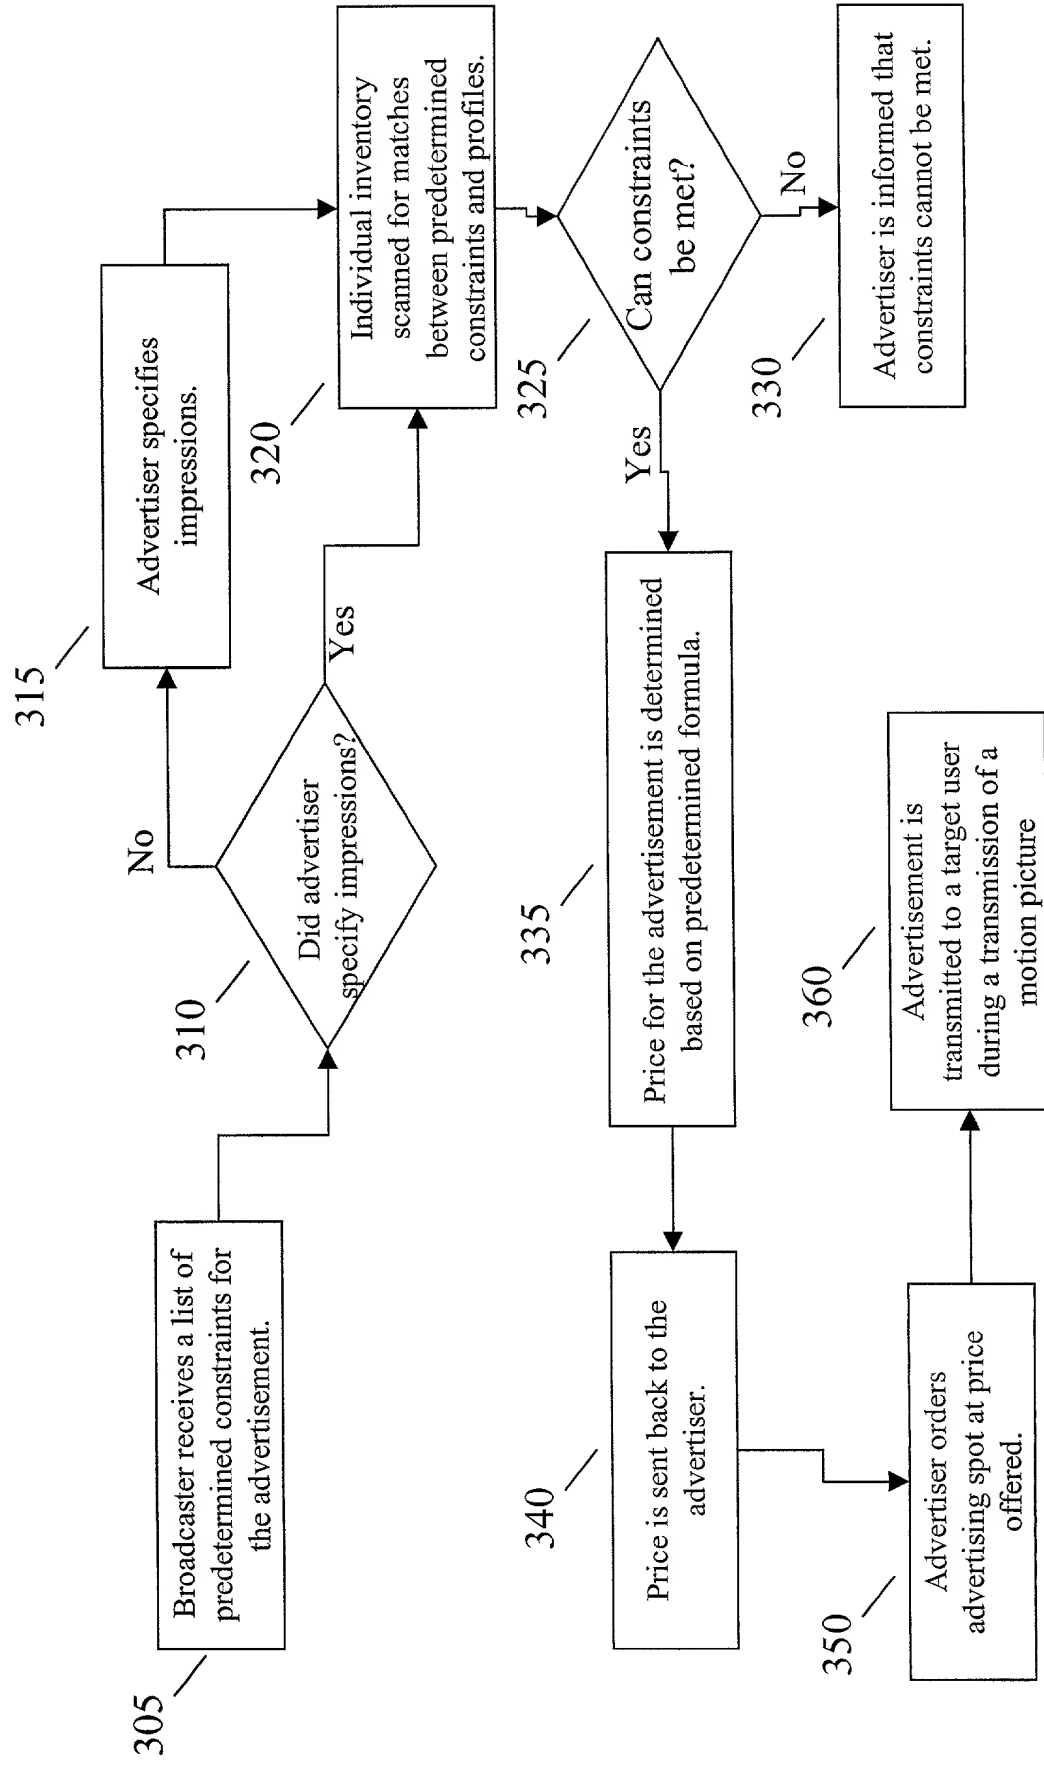 305
Broadcaster receives a list of
predetermined constraints for
the advertisement.
310
Did advertiser
specify impressions?
No
Yes
315
Advertiser specifies
impressions.
320
Individual inventory
scanned for matches
between predetermined
constraints and profiles.
325
Can constraints
be met?
Yes
No
330
Advertiser is informed that
constraints cannot be met.
335
Price for the advertisement is determined
based on predetermined formula.
340
Price is sent back to the
advertiser.
350
Advertiser orders
advertising spot at price
offered.
360
Advertisement is
transmitted to a target user
during a transmission of a
motion picture